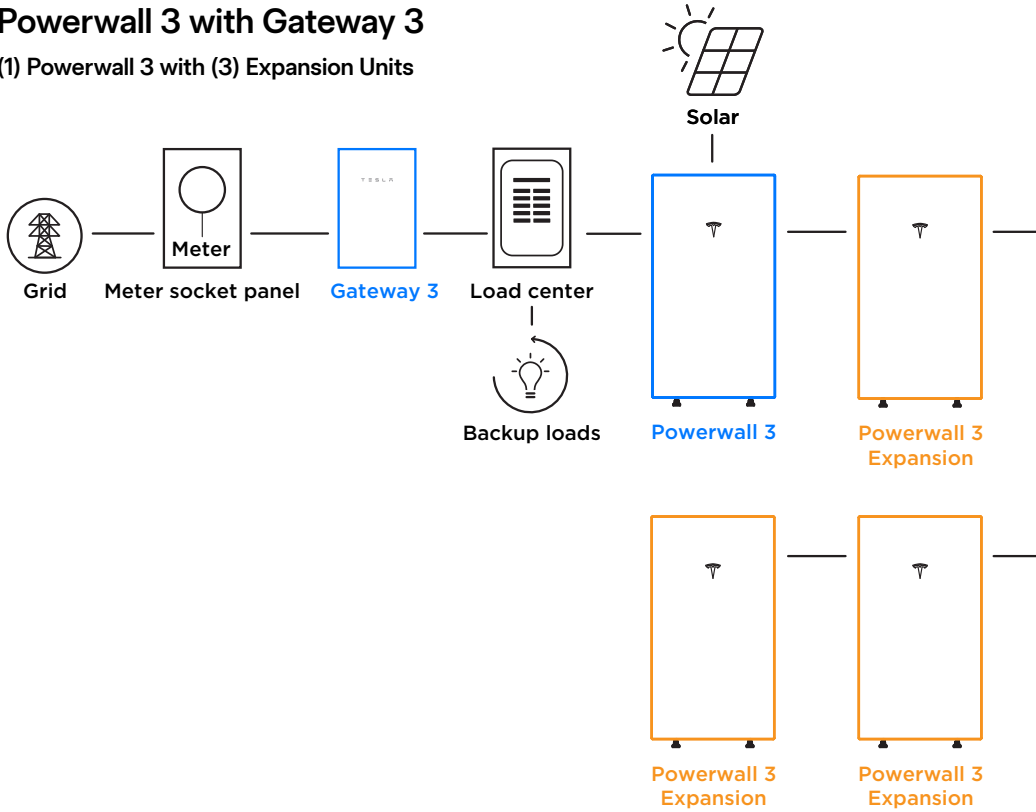 Powerwall 3 with Gateway 3
(1) Powerwall 3 with (3) Expansion Units
Solar
TESLA
Meter
Grid
Meter socket panel
Gateway 3
Load center
Backup loads
Powerwall 3
Powerwall 3
Expansion
Powerwall 3
Expansion
Powerwall 3
Expansion